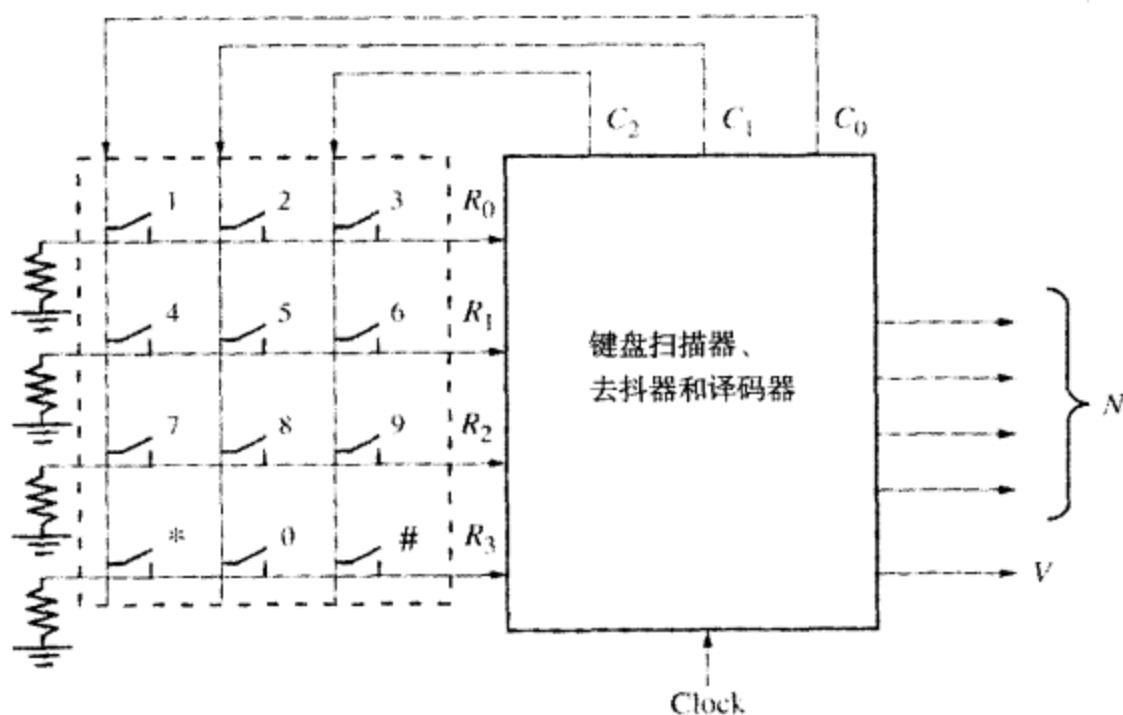 C₂ C₁ C₀
1 2 3 R₀
4 5 6 R₁
键盘扫描器、
去抖器和译码器
7 8 9 R₂
N
* 0 # R₃
V
Clock